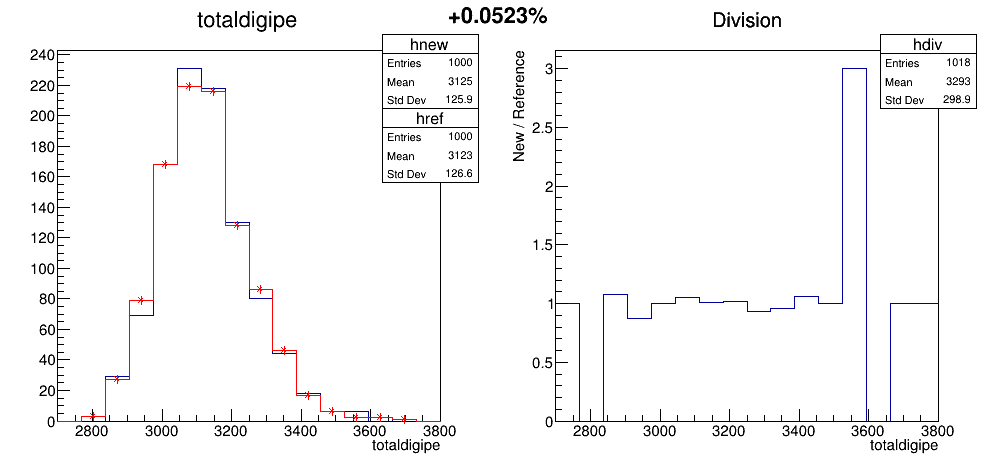 totaldigipe
+0.0523%
Division
hnew
Entries 1000
Mean 3125
Std Dev 125.9
href
Entries 1000
Mean 3123
Std Dev 126.6
240
220
200
180
160
140
120
100
80
60
40
20
0
2800 3000 3200 3400 3600 3800
totaldigipe
hdiv
Entries 1018
Mean 3293
Std Dev 298.9
New / Reference
3
2.5
2
1.5
1
0.5
0
2800 3000 3200 3400 3600 3800
totaldigipe